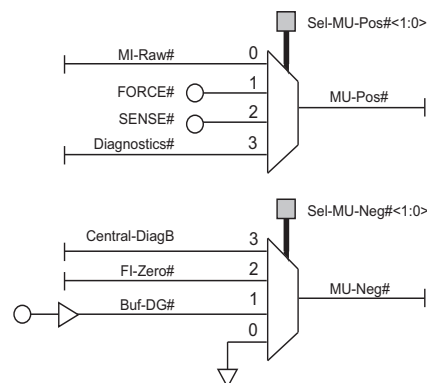 Sel-MU-Pos#<1:0>
MI-Raw# 0
FORCE# 1
MU-Pos#
SENSE# 2
Diagnostics# 3
Sel-MU-Neg#<1:0>
Central-DiagB 3
FI-Zero# 2
MU-Neg#
Buf-DG# 1
0